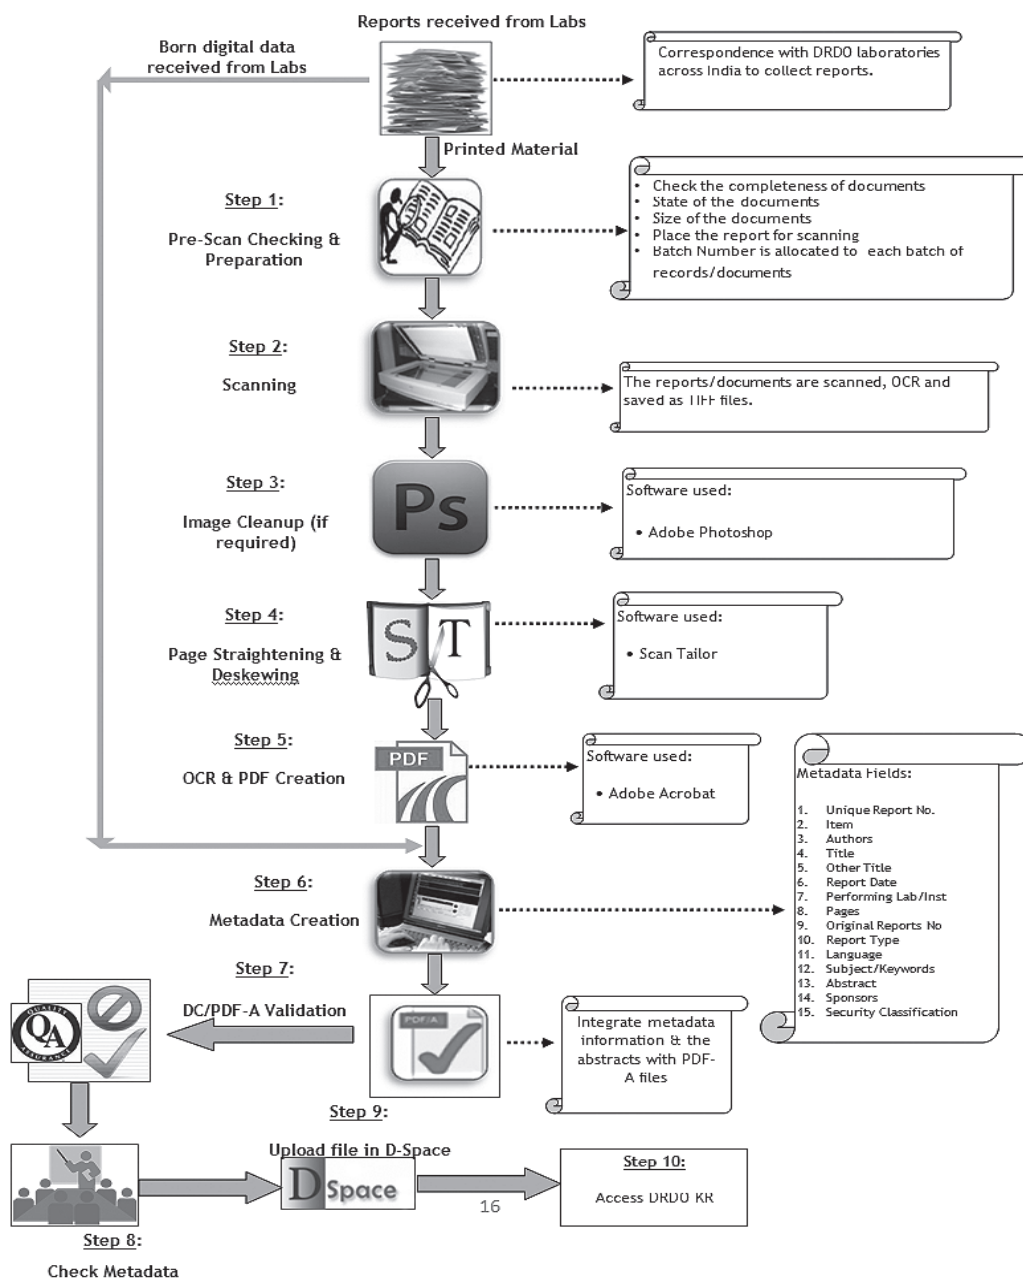 Reports received from Labs
Born digital data
received from Labs
Correspondence with DRDO laboratories
across India to collect reports.
Printed Material
Step 1:
Pre-Scan Checking &
Preparation
• Check the completeness of documents
• State of the documents
• Size of the documents
• Place the report for scanning
• Batch Number is allocated to each batch of
records/documents
Step 2:
Scanning
The reports/documents are scanned, OCR and
saved as TIFF files.
Step 3:
Image Cleanup (if
required)
Ps
Software used:
• Adobe Photoshop
Step 4:
Page Straightening &
Deskewing
S T
Software used:
• Scan Tailor
Step 5:
OCR & PDF Creation
PDF
Software used:
• Adobe Acrobat
Metadata Fields:
1. Unique Report No.
2. Item
3. Authors
4. Title
5. Other Title
6. Report Date
7. Performing Lab/Inst
8. Pages
9. Original Reports No
10. Report Type
11. Language
12. Subject/Keywords
13. Abstract
14. Sponsors
15. Security Classification
Step 6:
Metadata Creation
Step 7:
DC/PDF-A Validation
QUALITY
QA
ASSURANCE
PDF/A
Integrate metadata
information & the
abstracts with PDF-
A files
Step 9:
Upload file in D-Space
DSpace
Step 10:
Access DRDO KR
16
Step 8:
Check Metadata